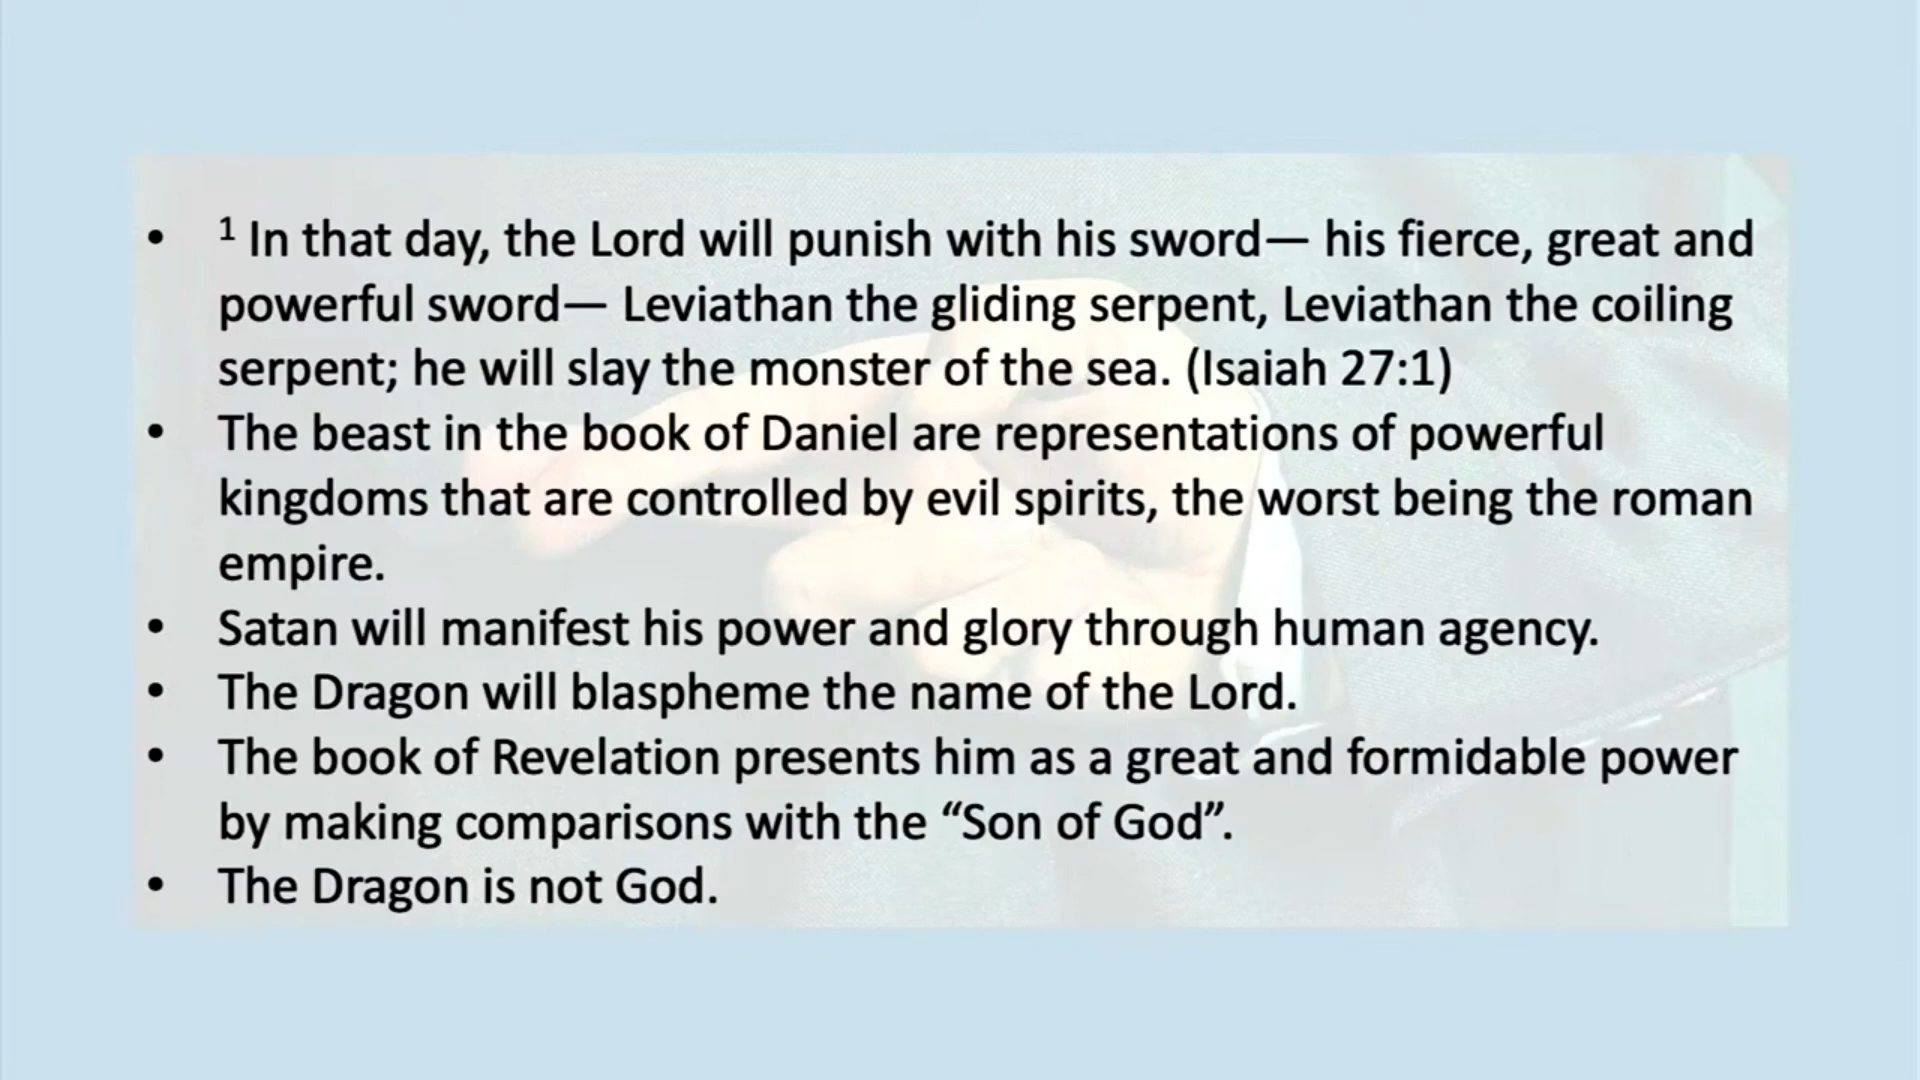 • ¹ In that day, the Lord will punish with his sword— his fierce, great and
powerful sword— Leviathan the gliding serpent, Leviathan the coiling
serpent; he will slay the monster of the sea. (Isaiah 27:1)
• The beast in the book of Daniel are representations of powerful
kingdoms that are controlled by evil spirits, the worst being the roman
empire.
• Satan will manifest his power and glory through human agency.
• The Dragon will blaspheme the name of the Lord.
• The book of Revelation presents him as a great and formidable power
by making comparisons with the “Son of God”.
• The Dragon is not God.